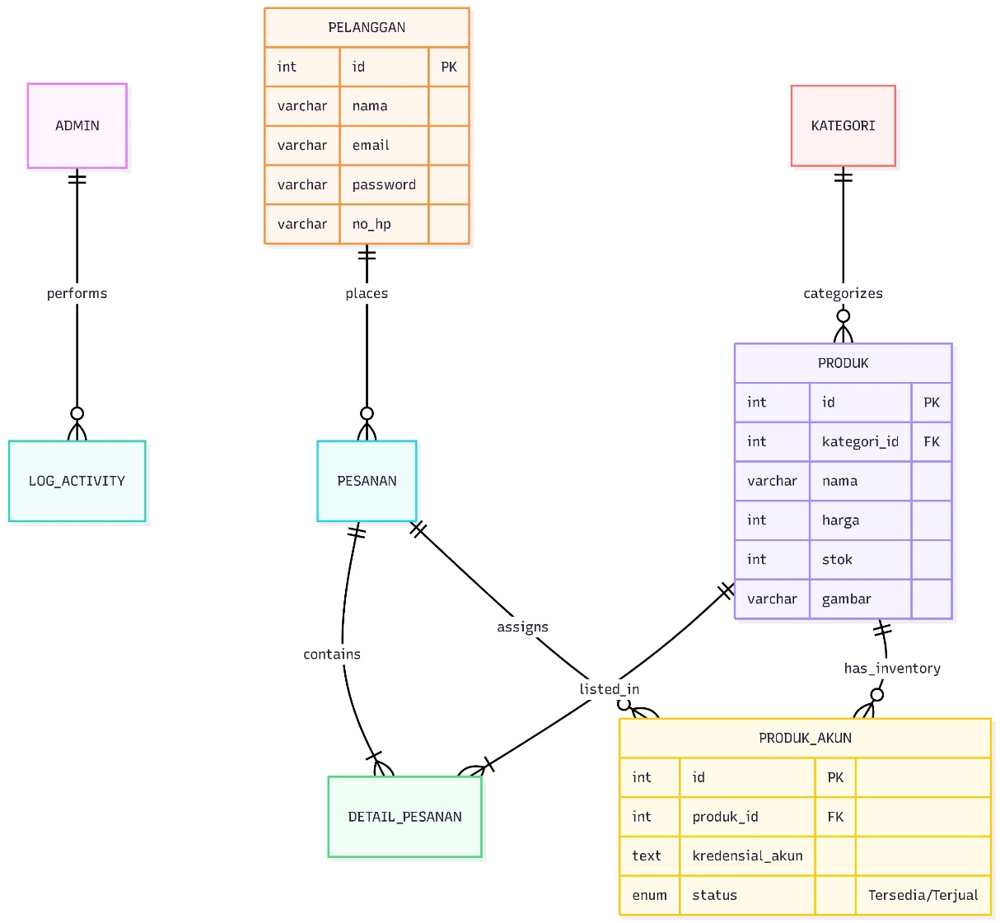 PELANGGAN
int id PK
varchar nama
varchar email
varchar password
varchar no_hp
ADMIN
KATEGORI
performs
places
categorizes
LOG_ACTIVITY
PESANAN
PRODUK
int id PK
int kategori_id FK
varchar nama
int harga
int stok
varchar gambar
assigns
contains
listed_in
has_inventory
DETAIL_PESANAN
PRODUK_AKUN
int id PK
int produk_id FK
text kredensial_akun
enum status Tersedia/Terjual